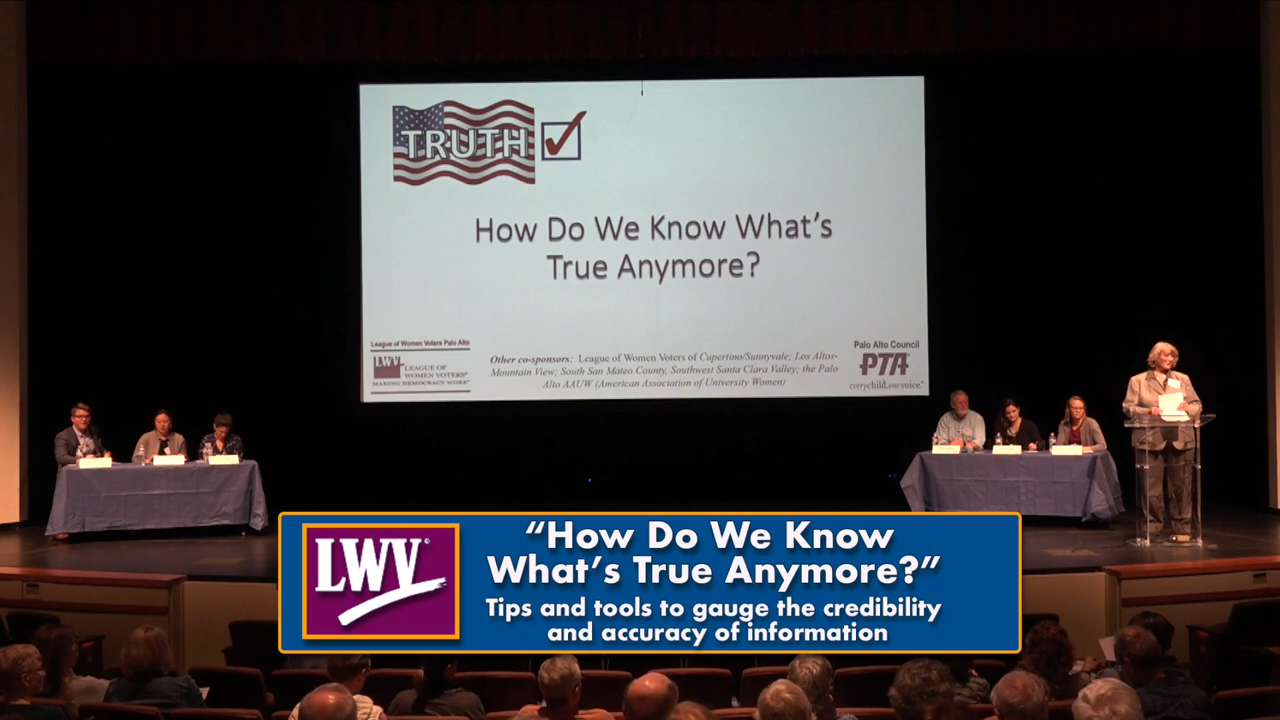 TRUTH
How Do We Know What's
True Anymore?
League of Women Voters Palo Alto
LWV LEAGUE OF
WOMEN VOTERS®
MAKING DEMOCRACY WORK®
Other co-sponsors: League of Women Voters of Cupertino/Sunnyvale; Los Altos-
Mountain View; South San Mateo County, Southwest Santa Clara Valley; the Palo
Alto AAUW (American Association of University Women)
Palo Alto Council
PTA
everychild.onevoice.®
LWV®
“How Do We Know
What’s True Anymore?”
Tips and tools to gauge the credibility
and accuracy of information